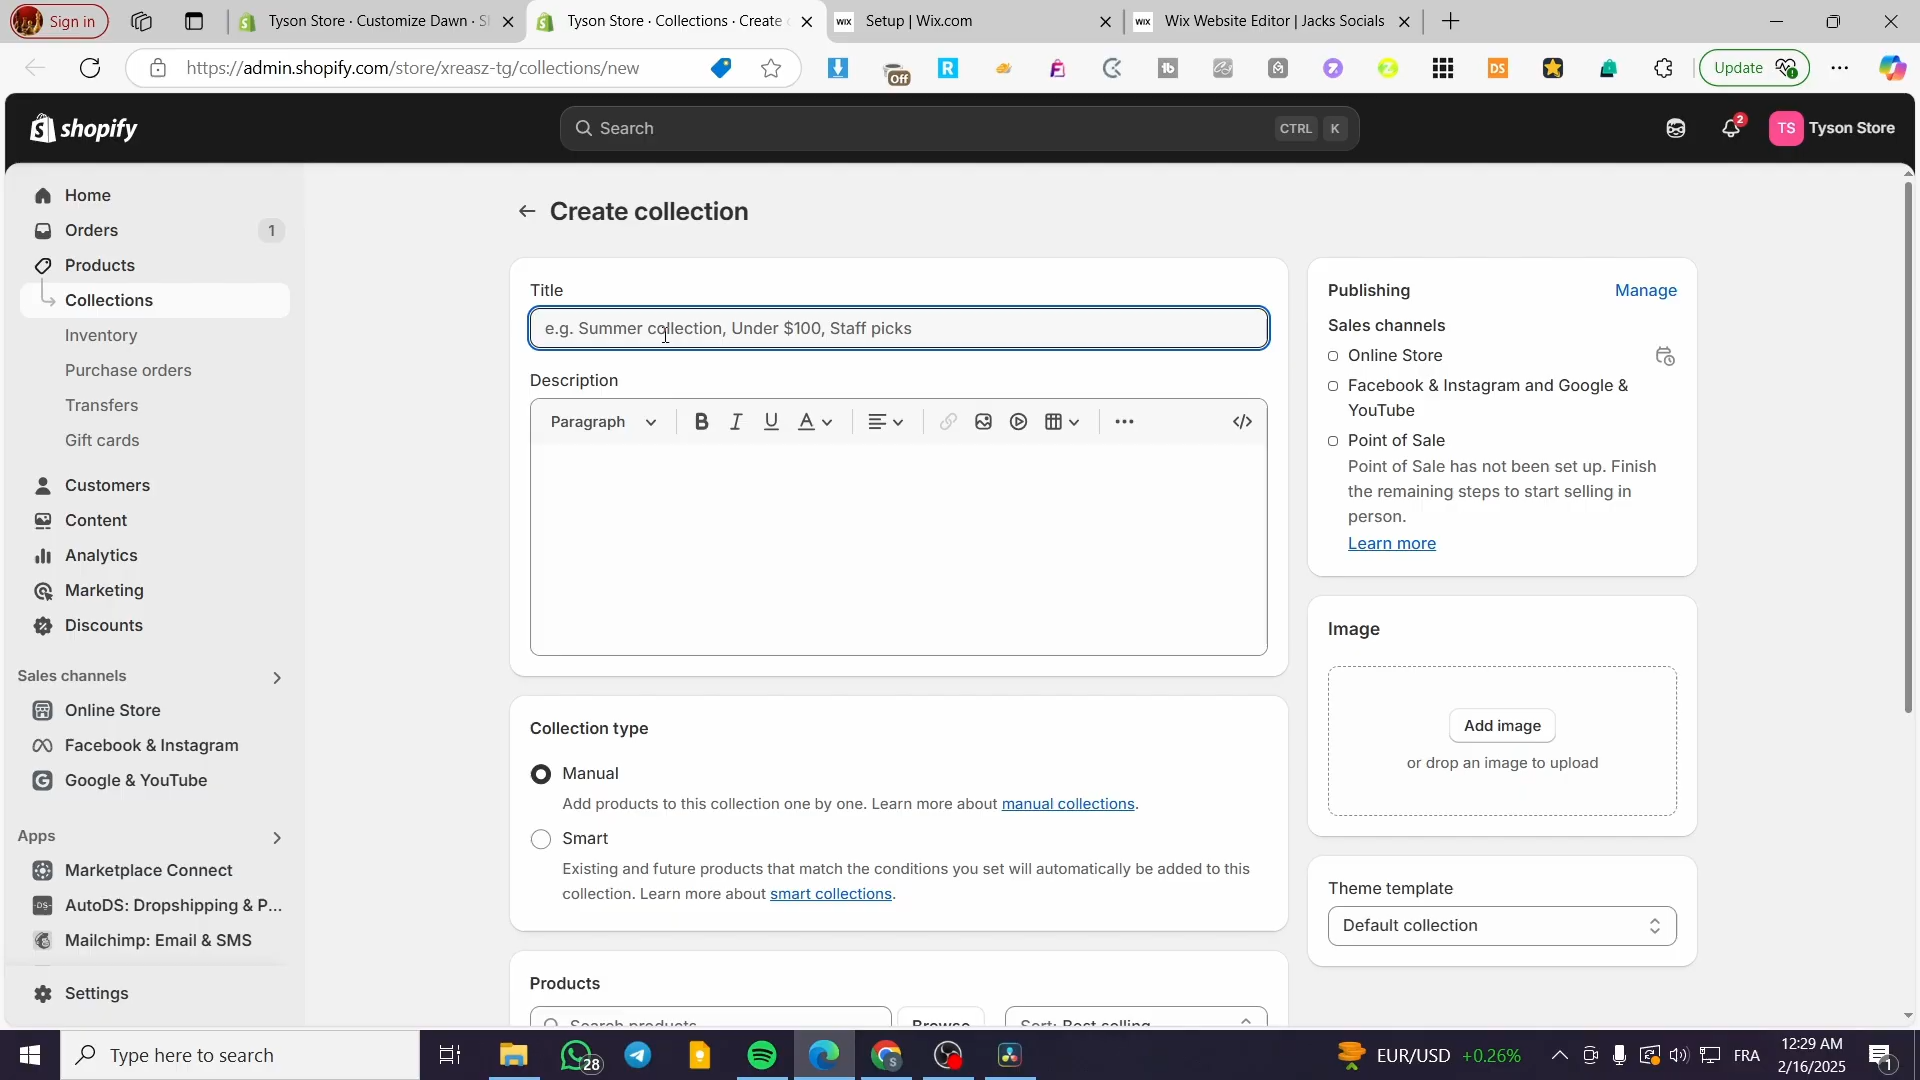 Sign in
Tyson Store · Customize Dawn · S
Tyson Store · Collections · Create
WIX Setup | Wix.com
WIX Wix Website Editor | Jacks Socials
https://admin.shopify.com/store/xreasz-tg/collections/new
Off
R
DS
Update
shopify
Search
CTRL K
2
TS Tyson Store
Home
Orders 1
Products
Collections
Inventory
Purchase orders
Transfers
Gift cards
Customers
Content
Analytics
Marketing
Discounts
Sales channels
Online Store
Facebook & Instagram
Google & YouTube
Apps
Marketplace Connect
AutoDS: Dropshipping & P...
Mailchimp: Email & SMS
Settings
Create collection
Title
e.g. Summer collection, Under $100, Staff picks
Description
Paragraph B I U A
Collection type
Manual
Add products to this collection one by one. Learn more about manual collections.
Smart
Existing and future products that match the conditions you set will automatically be added to this
collection. Learn more about smart collections.
Products
Search products
Browse
Sort: Best selling
Publishing
Manage
Sales channels
Online Store
Facebook & Instagram and Google &
YouTube
Point of Sale
Point of Sale has not been set up. Finish
the remaining steps to start selling in
person.
Learn more
Image
Add image
or drop an image to upload
Theme template
Default collection
Type here to search
28
EUR/USD +0.26%
FRA
12:29 AM
2/16/2025
1